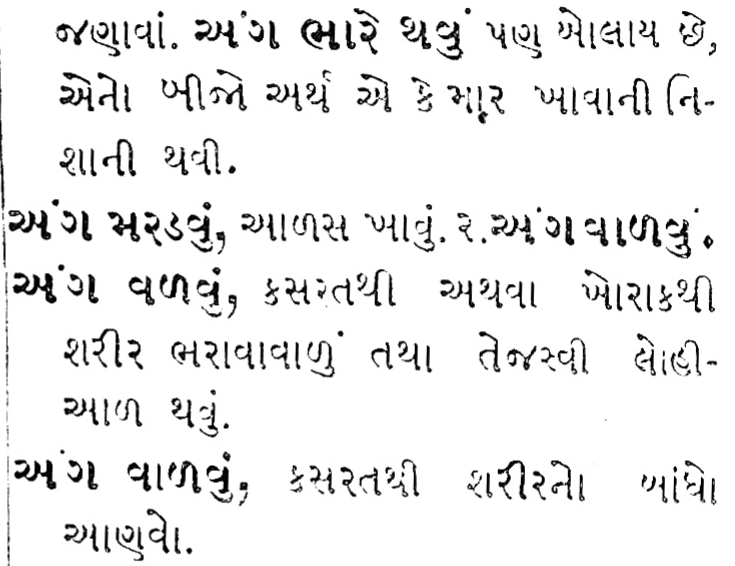 જણાવાં. અંગ ભારે થવું પણ બોલાય છે,
એનો બીજો અર્થ એ કે માર ખાવાની નિ-
શાની થવી.
અંગ મરડવું, આળસ ખાવું. ૨.અંગ વાળવું.
અંગ વળવું, કસરતથી અથવા ખોરાકથી
શરીર ભરાવાવાળું તથા તેજસ્વી લોહી-
આળ થવું.
અંગ વાળવું, કસરતથી શરીરનો બાંધો
આણવો.